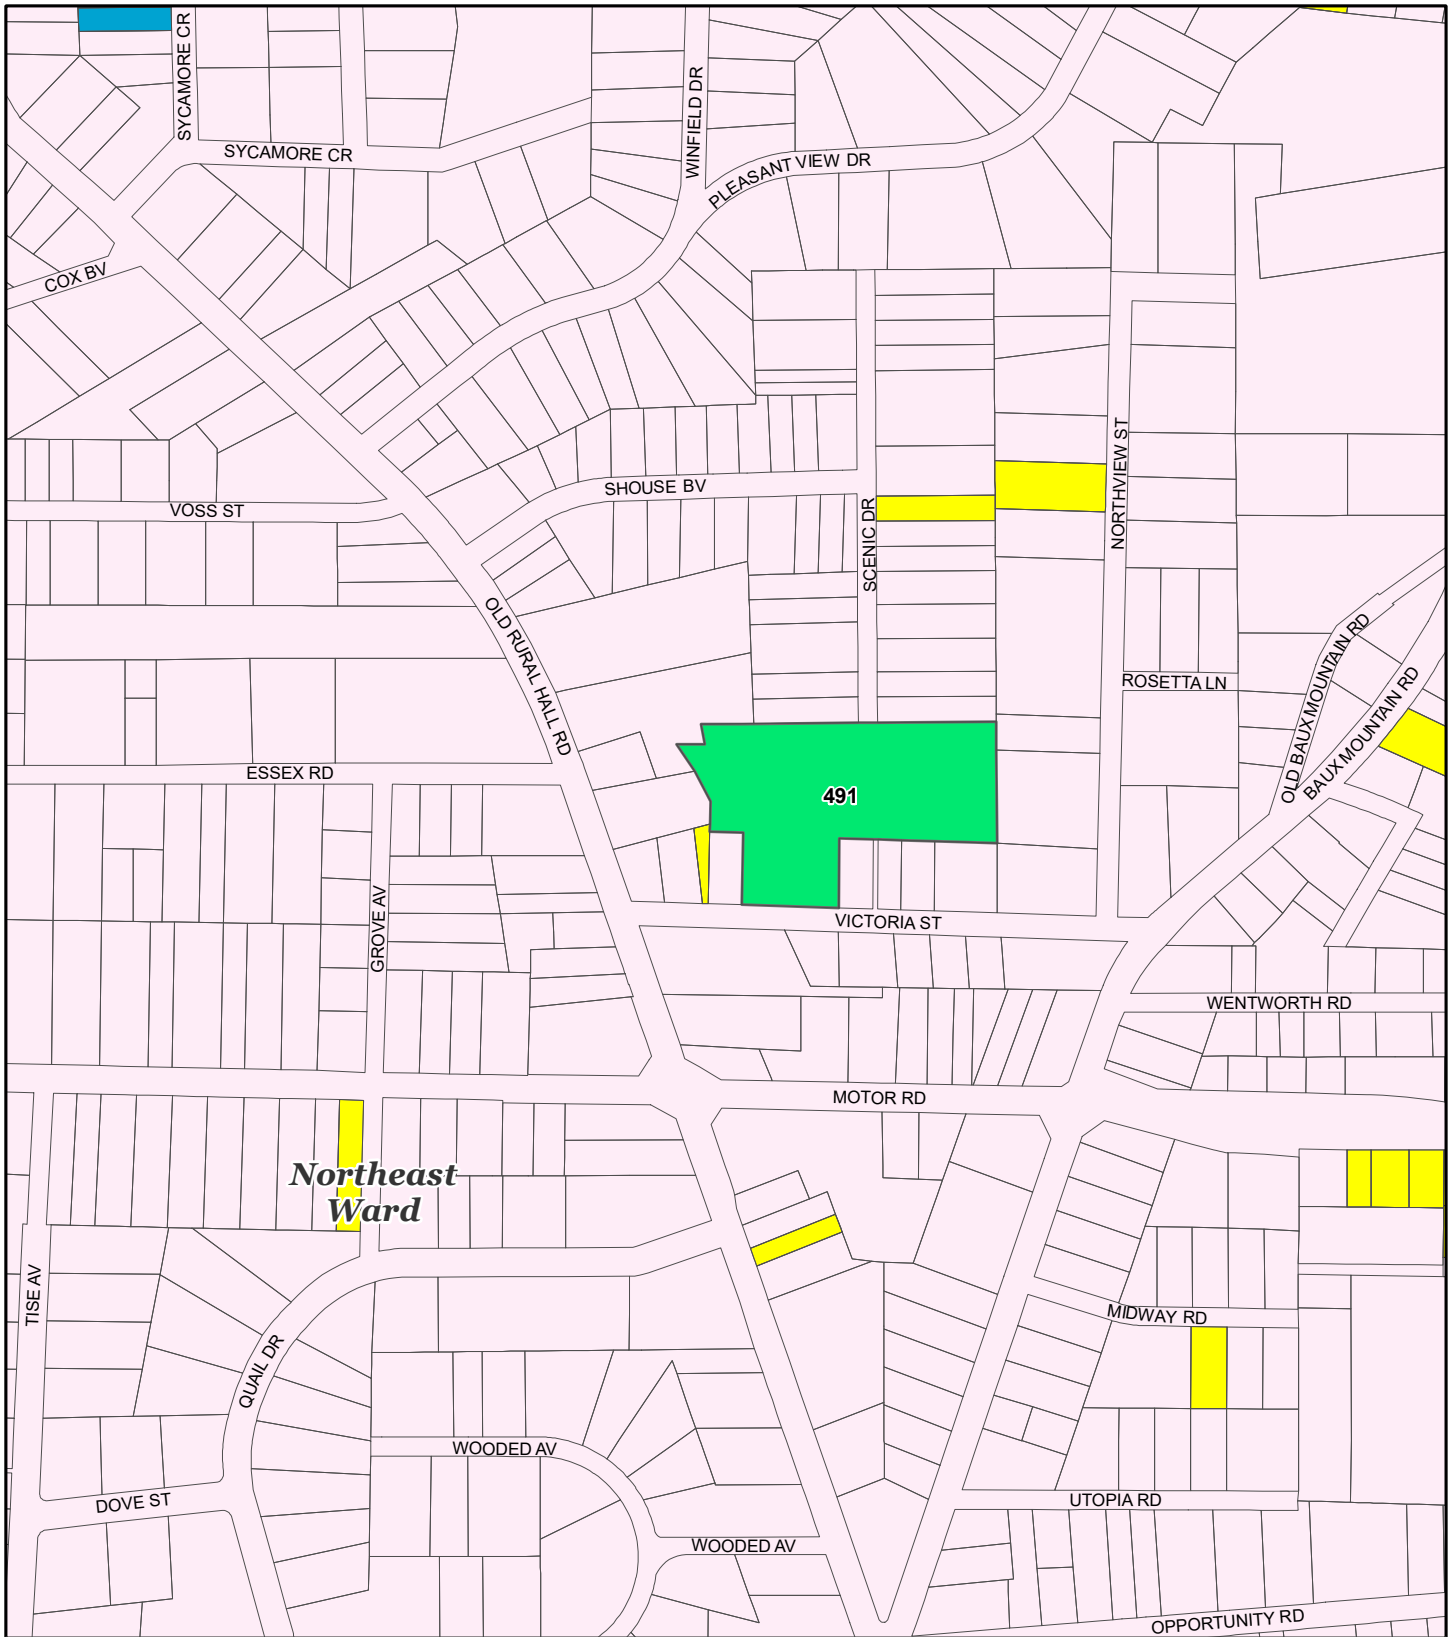 SYCAMORE CR
SYCAMORE CR
WINFIELD DR
PLEASANT VIEW DR
COX BV
SHOUSE BV
VOSS ST
SCENIC DR
NORTHVIEW ST
OLD RURAL HALL RD
ROSETTA LN
OLD BAUX MOUNTAIN RD
BAUX MOUNTAIN RD
ESSEX RD
491
GROVE AV
VICTORIA ST
WENTWORTH RD
MOTOR RD
Northeast
Ward
TISE AV
QUAIL DR
MIDWAY RD
WOODED AV
DOVE ST
UTOPIA RD
WOODED AV
OPPORTUNITY RD